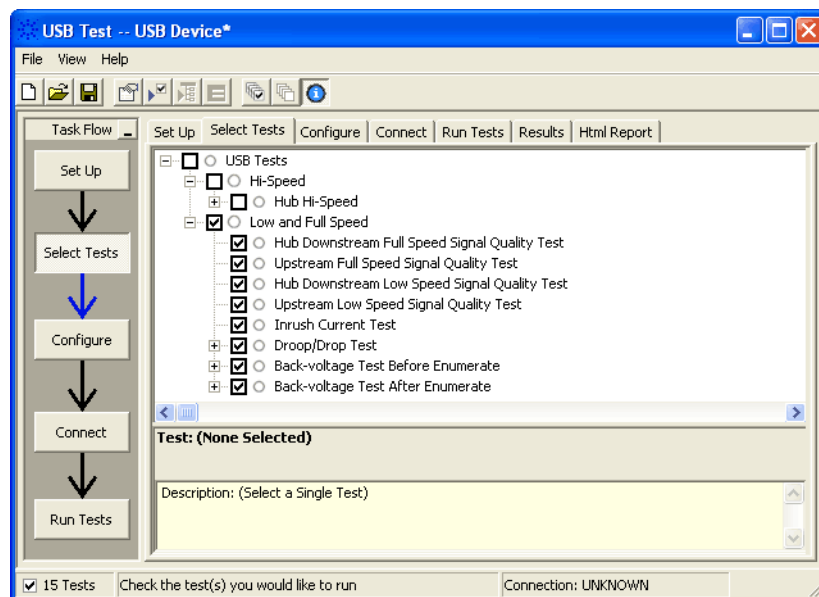 USB Test -- USB Device*
File View Help
Task Flow
Set Up
Select Tests
Configure
Connect
Run Tests
Set Up Select Tests Configure Connect Run Tests Results Html Report
USB Tests
Hi-Speed
Hub Hi-Speed
Low and Full Speed
Hub Downstream Full Speed Signal Quality Test
Upstream Full Speed Signal Quality Test
Hub Downstream Low Speed Signal Quality Test
Upstream Low Speed Signal Quality Test
Inrush Current Test
Droop/Drop Test
Back-voltage Test Before Enumerate
Back-voltage Test After Enumerate
Test: (None Selected)
Description: (Select a Single Test)
15 Tests Check the test(s) you would like to run Connection: UNKNOWN